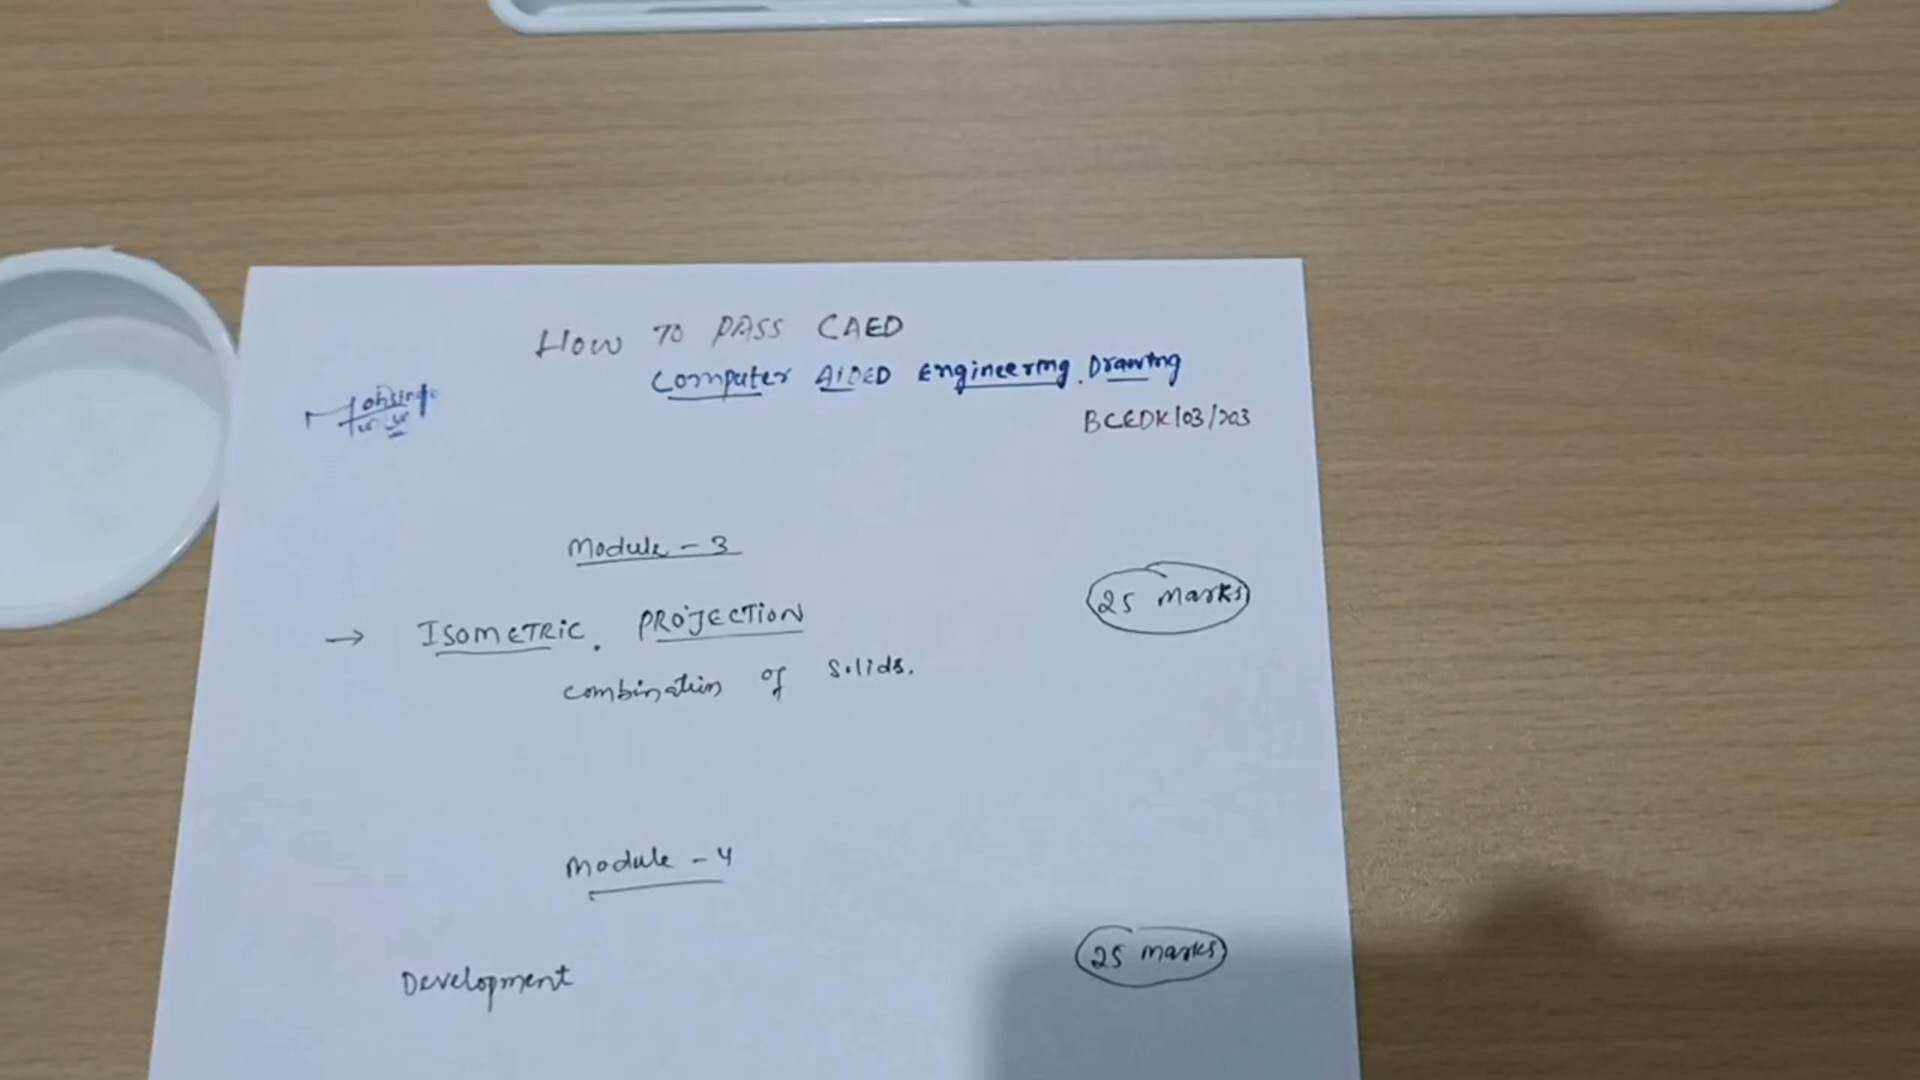 HOW TO PASS CAED
Computer AIDED Engineering. Drawing
BCEDK103/203
Module - 3
25 marks
→ ISOMETRIC. PROJECTION
combination of solids.
Module - 4
25 marks
Development